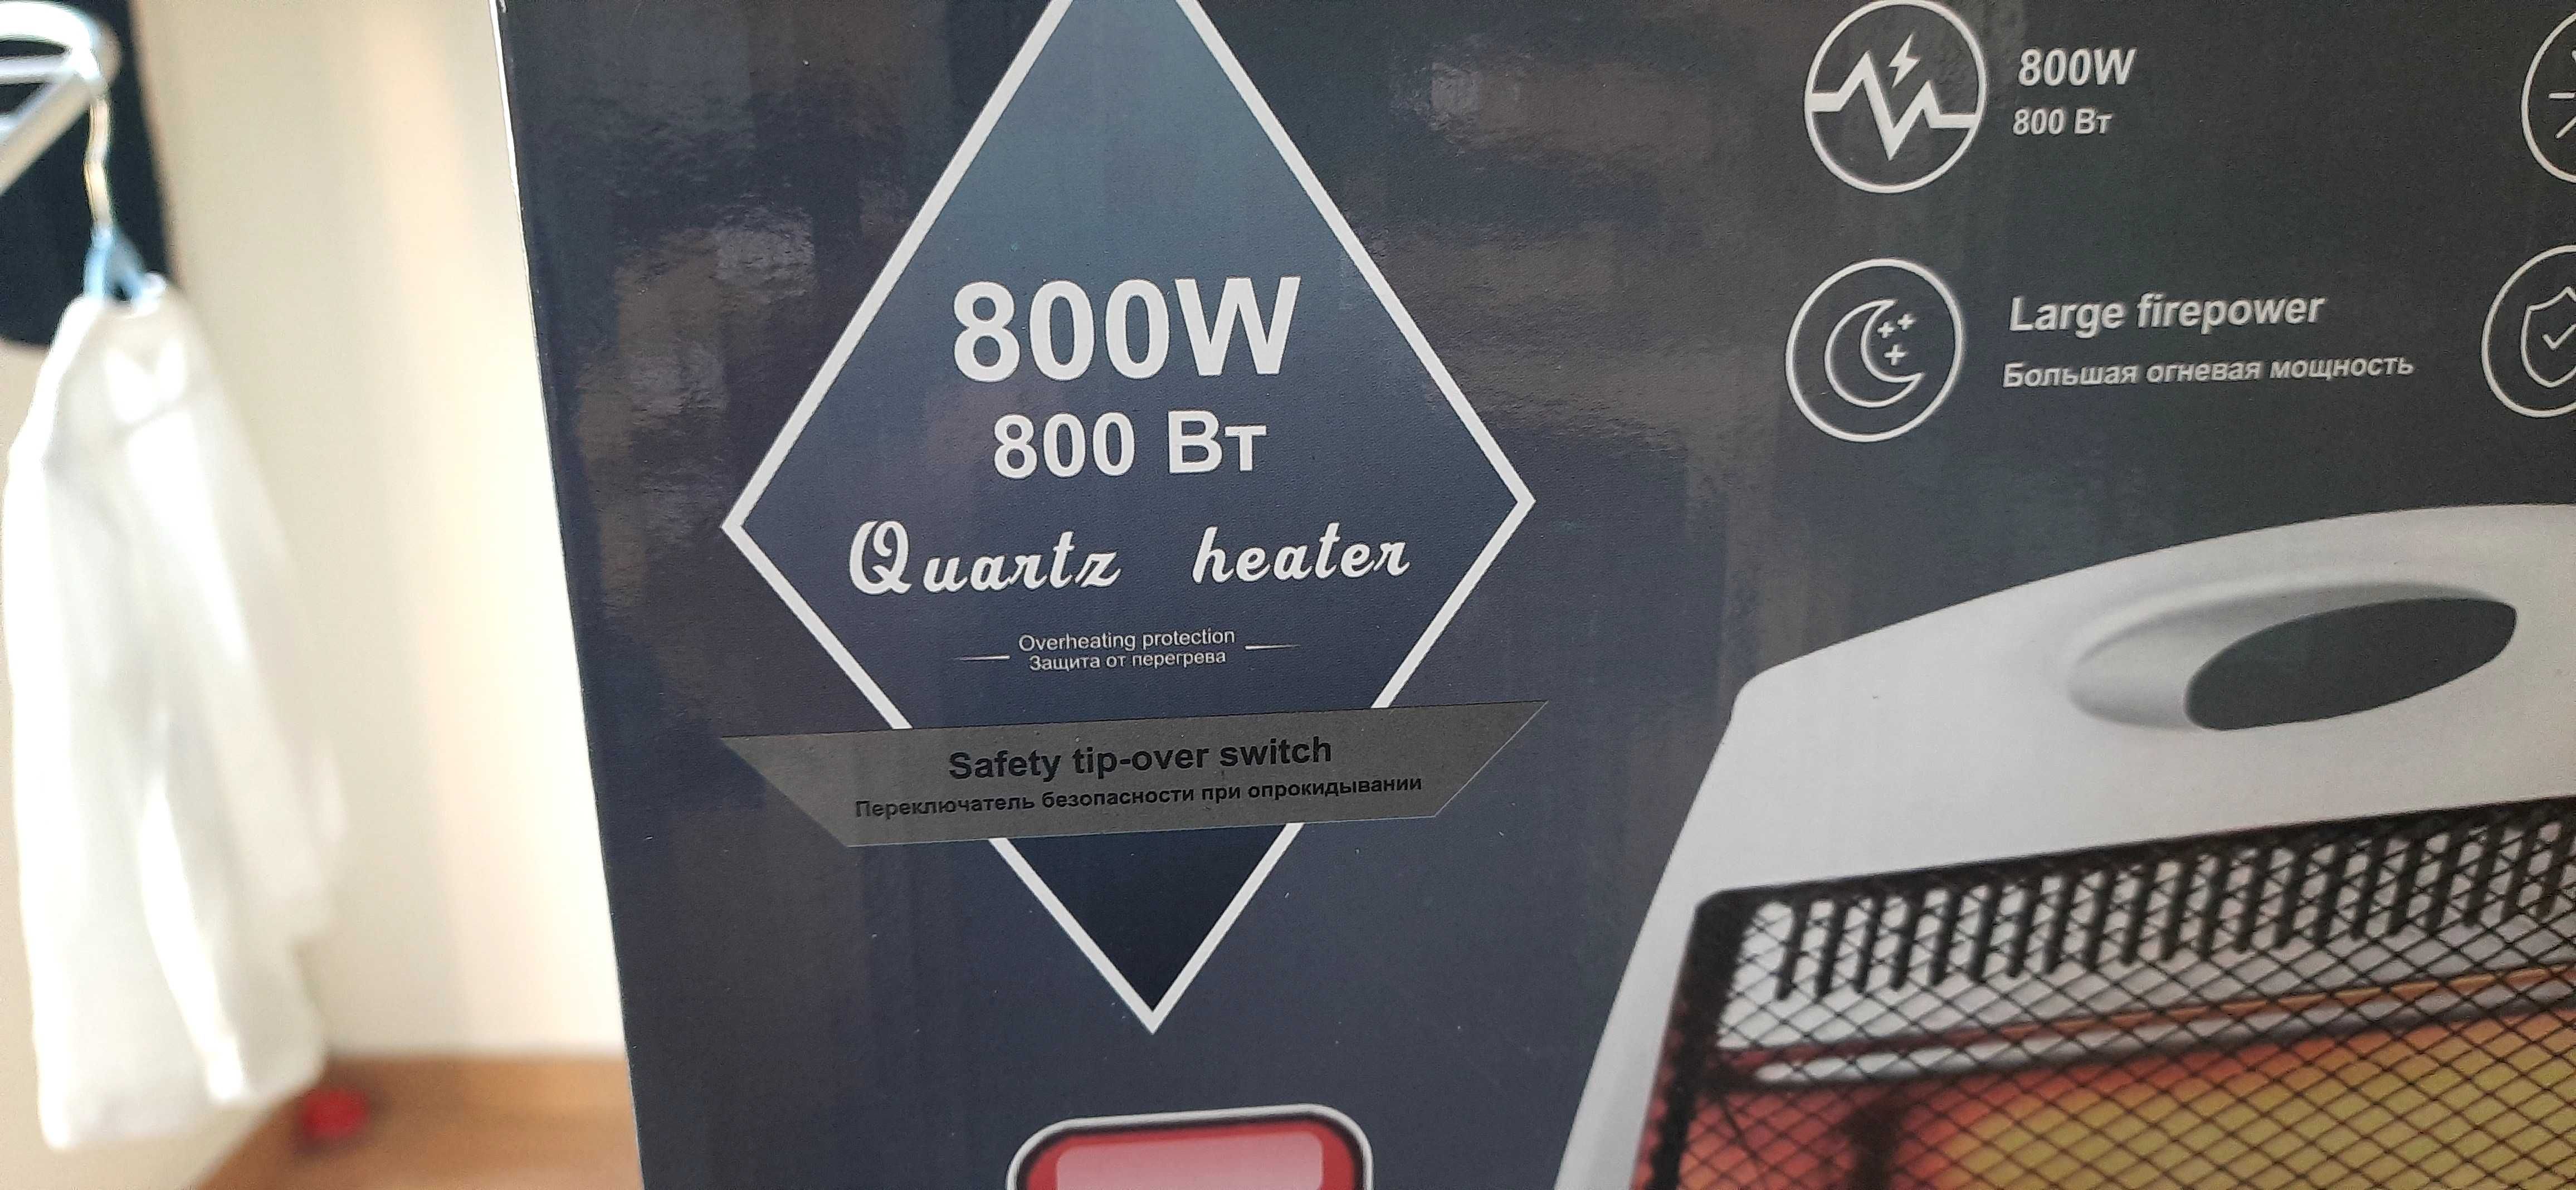 800W
800 Вт
Quartz heater
Overheating protection
Защита от перегрева
Safety tip-over switch
Переключатель безопасности при опрокидывании
800W
800 Вт
Large firepower
Большая огневая мощность